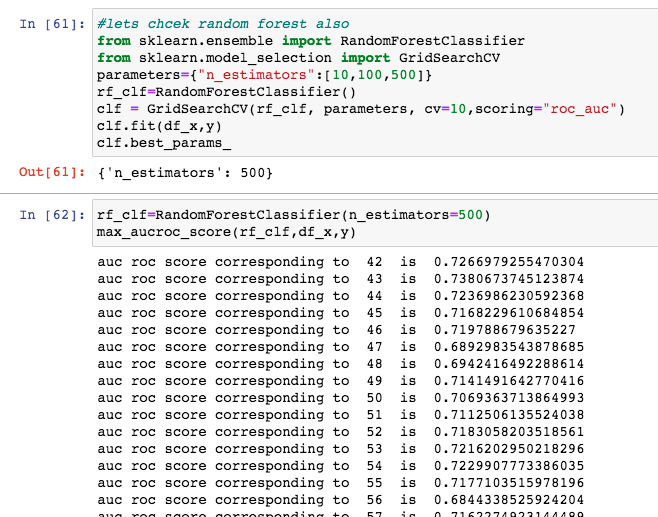 In [61]: #lets chcek random forest also
from sklearn.ensemble import RandomForestClassifier
from sklearn.model_selection import GridSearchCV
parameters={"n_estimators":[10,100,500]}
rf_clf=RandomForestClassifier()
clf = GridSearchCV(rf_clf, parameters, cv=10,scoring="roc_auc")
clf.fit(df_x,y)
clf.best_params_
Out[61]: {'n_estimators': 500}
In [62]: rf_clf=RandomForestClassifier(n_estimators=500)
max_aucroc_score(rf_clf,df_x,y)
auc roc score corresponding to  42  is  0.7266979255470304
auc roc score corresponding to  43  is  0.7380673745123874
auc roc score corresponding to  44  is  0.7236986230592368
auc roc score corresponding to  45  is  0.7168229610684854
auc roc score corresponding to  46  is  0.719788679635227
auc roc score corresponding to  47  is  0.6892983543878685
auc roc score corresponding to  48  is  0.6942416492288614
auc roc score corresponding to  49  is  0.7141491642770416
auc roc score corresponding to  50  is  0.7069363713864993
auc roc score corresponding to  51  is  0.7112506135524038
auc roc score corresponding to  52  is  0.7183058203518561
auc roc score corresponding to  53  is  0.7216202950218296
auc roc score corresponding to  54  is  0.7229907773386035
auc roc score corresponding to  55  is  0.7177103515978196
auc roc score corresponding to  56  is  0.6844338525924204
auc roc score corresponding to  57  is